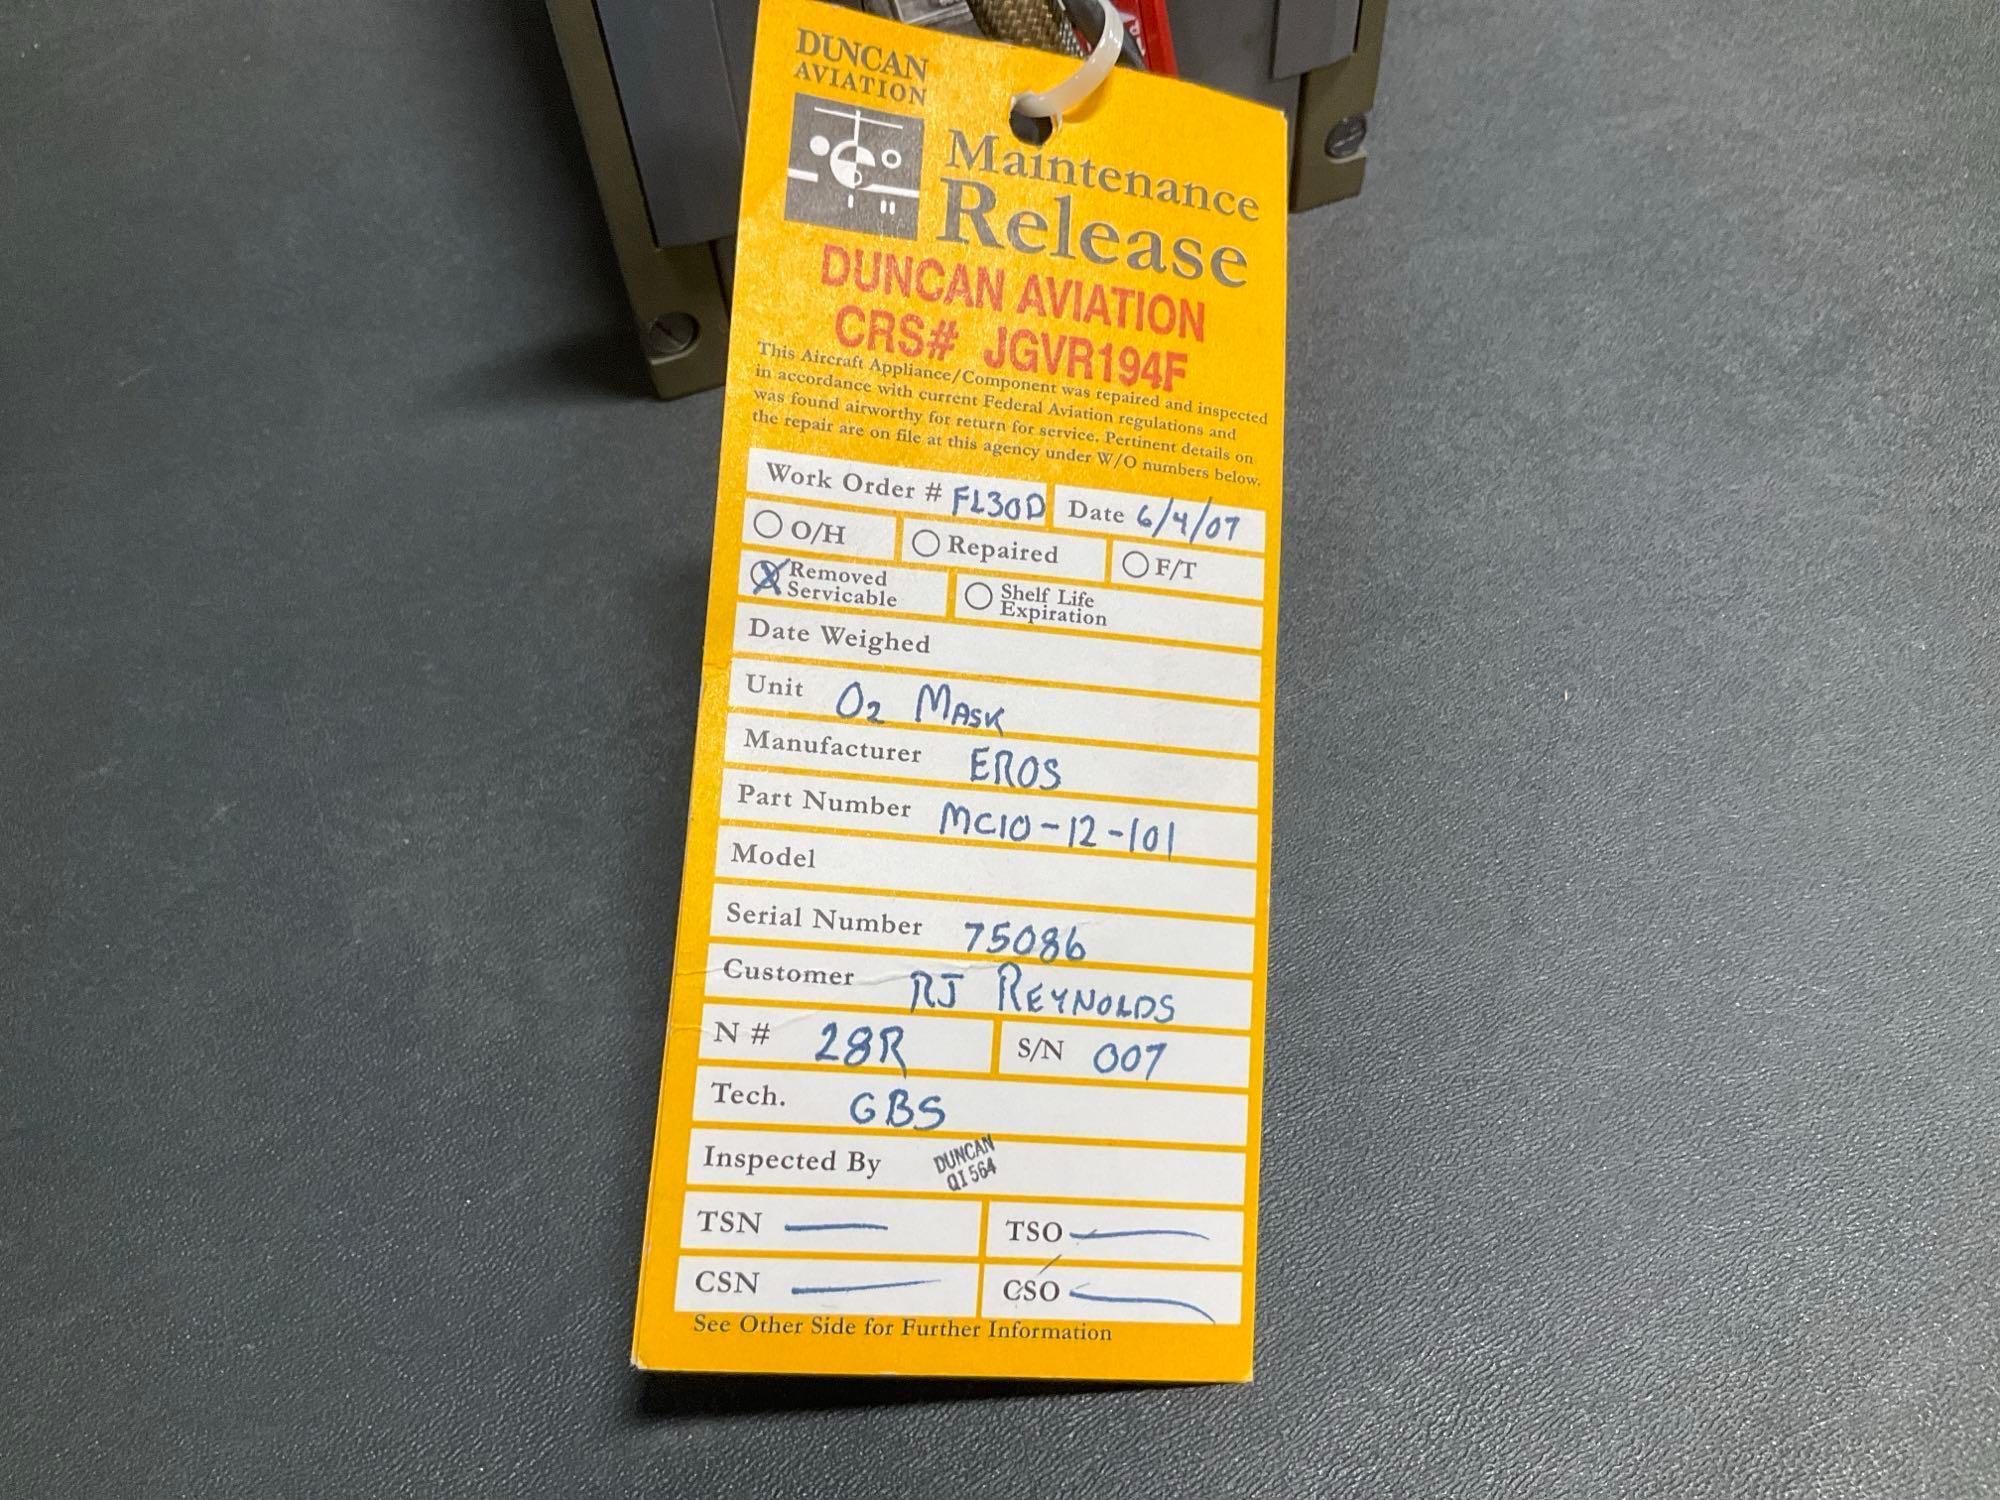 DUNCAN
AVIATION
Maintenance
Release
DUNCAN AVIATION
CRS# JGVR194F
This Aircraft Appliance/Component was repaired and inspected
in accordance with current Federal Aviation regulations and
was found airworthy for return for service. Pertinent details on
the repair are on file at this agency under W/O numbers below.
Work Order # FL30D Date 6/4/07
O/H Repaired F/T
X Removed Servicable
Shelf Life Expiration
Date Weighed
Unit O2 MASK
Manufacturer EROS
Part Number MC10-12-101
Model
Serial Number 75086
Customer RJ REYNOLDS
N # 28R S/N 007
Tech. GBS
Inspected By DUNCAN QI 564
TSN — TSO —
CSN — CSO —
See Other Side for Further Information